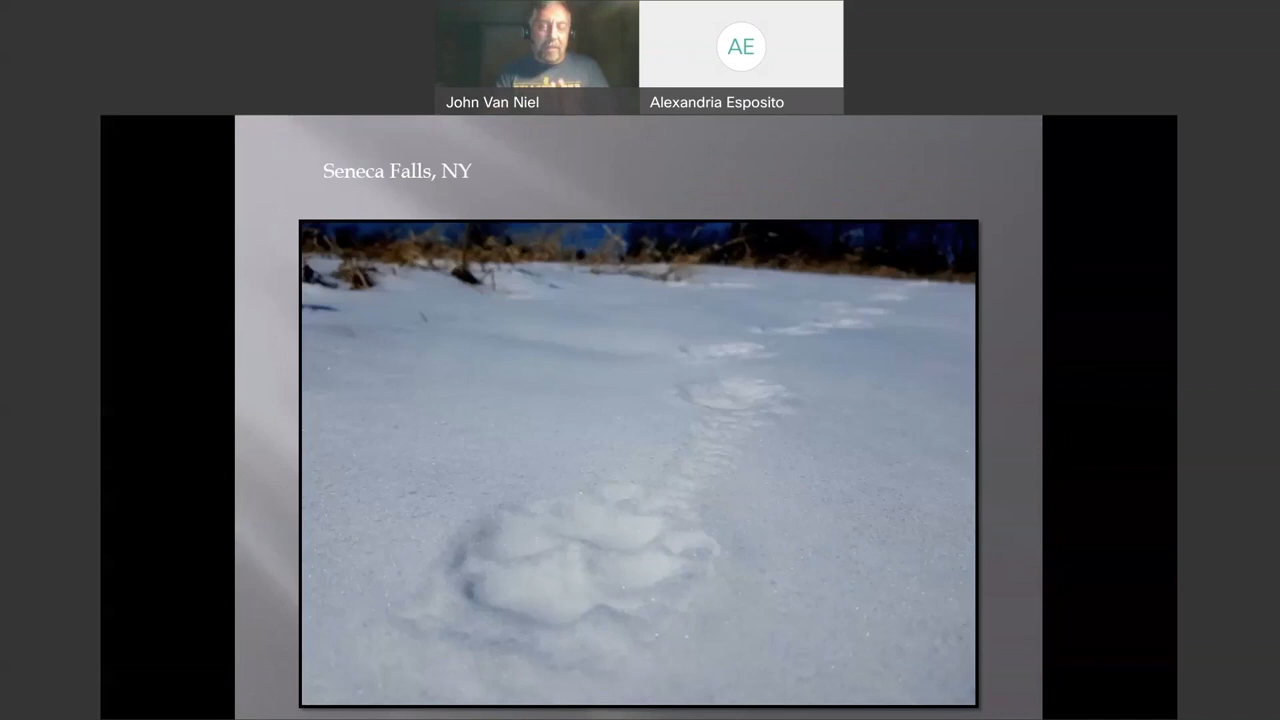 John Van Niel
AE
Alexandria Esposito
Seneca Falls, NY